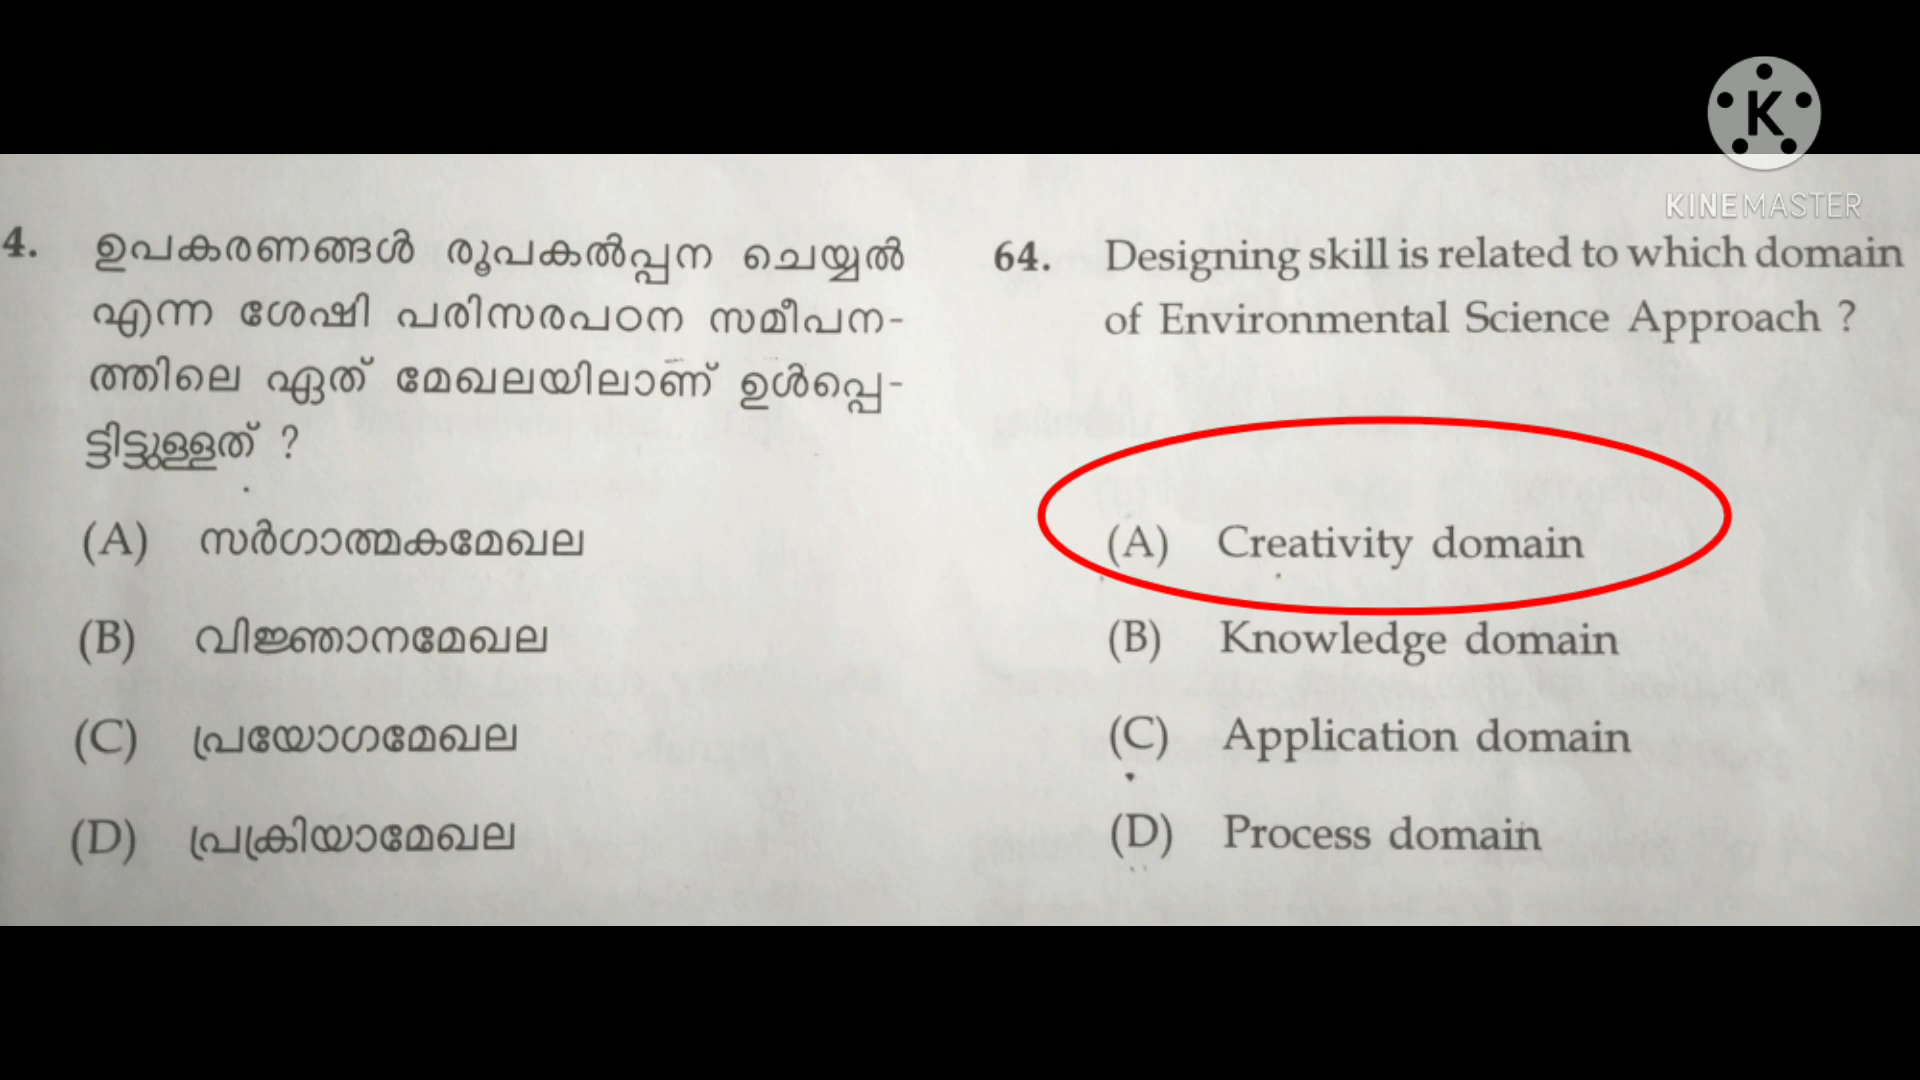 K
KINEMASTER
4. ഉപകരണങ്ങൾ രൂപകൽപ്പന ചെയ്യൽ
എന്ന ശേഷി പരിസരപഠന സമീപന-
ത്തിലെ ഏത് മേഖലയിലാണ് ഉൾപ്പെ-
ട്ടിട്ടുള്ളത് ?
(A) സർഗാത്മകമേഖല
(B) വിജ്ഞാനമേഖല
(C) പ്രയോഗമേഖല
(D) പ്രക്രിയാമേഖല
64. Designing skill is related to which domain
of Environmental Science Approach ?
(A) Creativity domain
(B) Knowledge domain
(C) Application domain
(D) Process domain